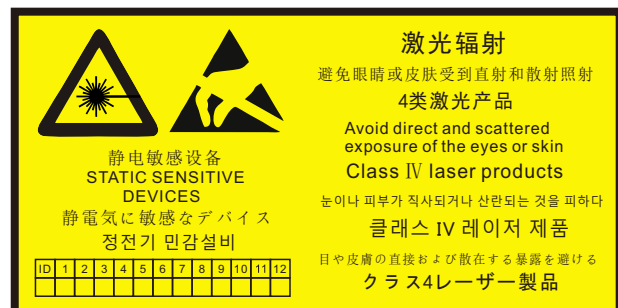 静电敏感设备
STATIC SENSITIVE
DEVICES
静電気に敏感なデバイス
정전기 민감설비
ID 1 2 3 4 5 6 7 8 9 10 11 12
激光辐射
避免眼睛或皮肤受到直射和散射照射
4类激光产品
Avoid direct and scattered
exposure of the eyes or skin
Class Ⅳ laser products
눈이나 피부가 직사되거나 산란되는 것을 피하다
클래스 IV 레이저 제품
目や皮膚の直接および散在する暴露を避ける
クラス4レーザー製品